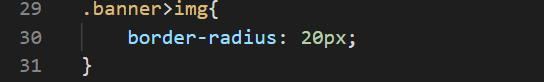 29 .banner>img{
30     border-radius: 20px;
31 }